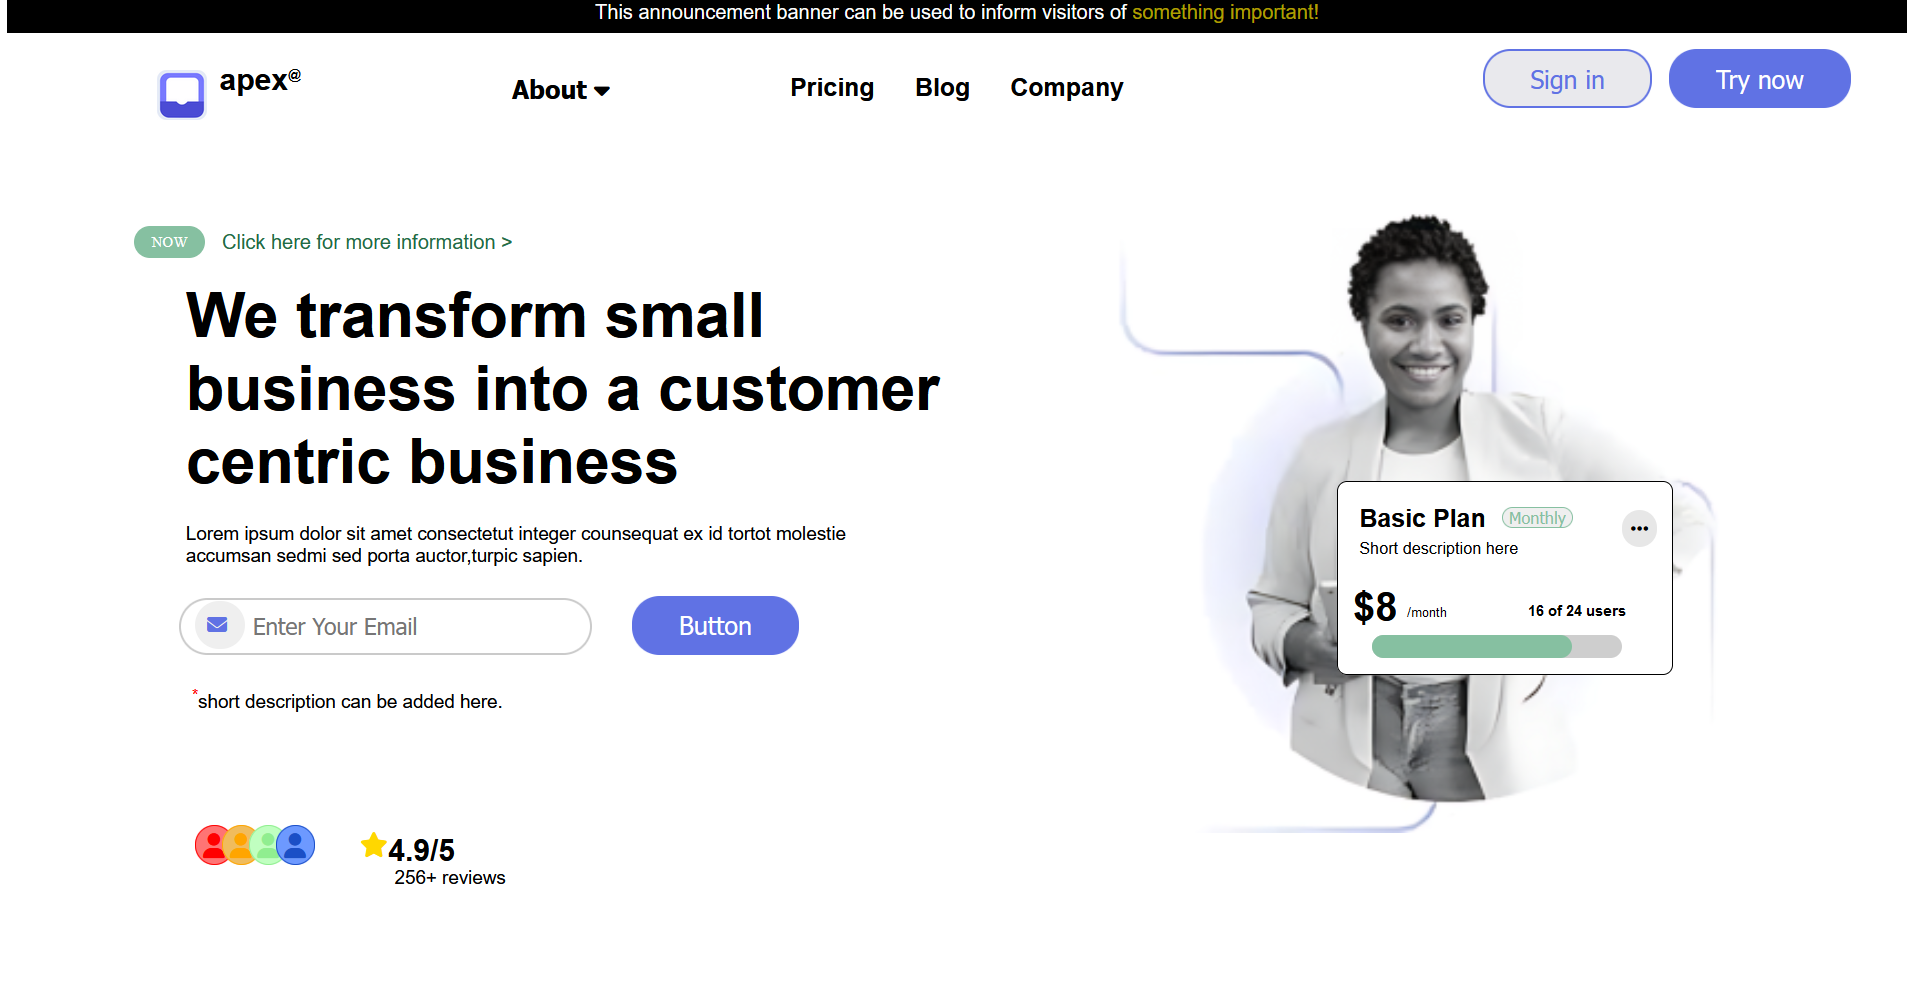 This announcement banner can be used to inform visitors of something important!
apex@
About
Pricing
Blog
Company
Sign in
Try now
NOW
Click here for more information >
We transform small
business into a customer
centric business
Lorem ipsum dolor sit amet consectetut integer counsequat ex id tortot molestie
accumsan sedmi sed porta auctor,turpic sapien.
Enter Your Email
Button
*short description can be added here.
4.9/5
256+ reviews
Basic Plan
Monthly
Short description here
$8 /month
16 of 24 users